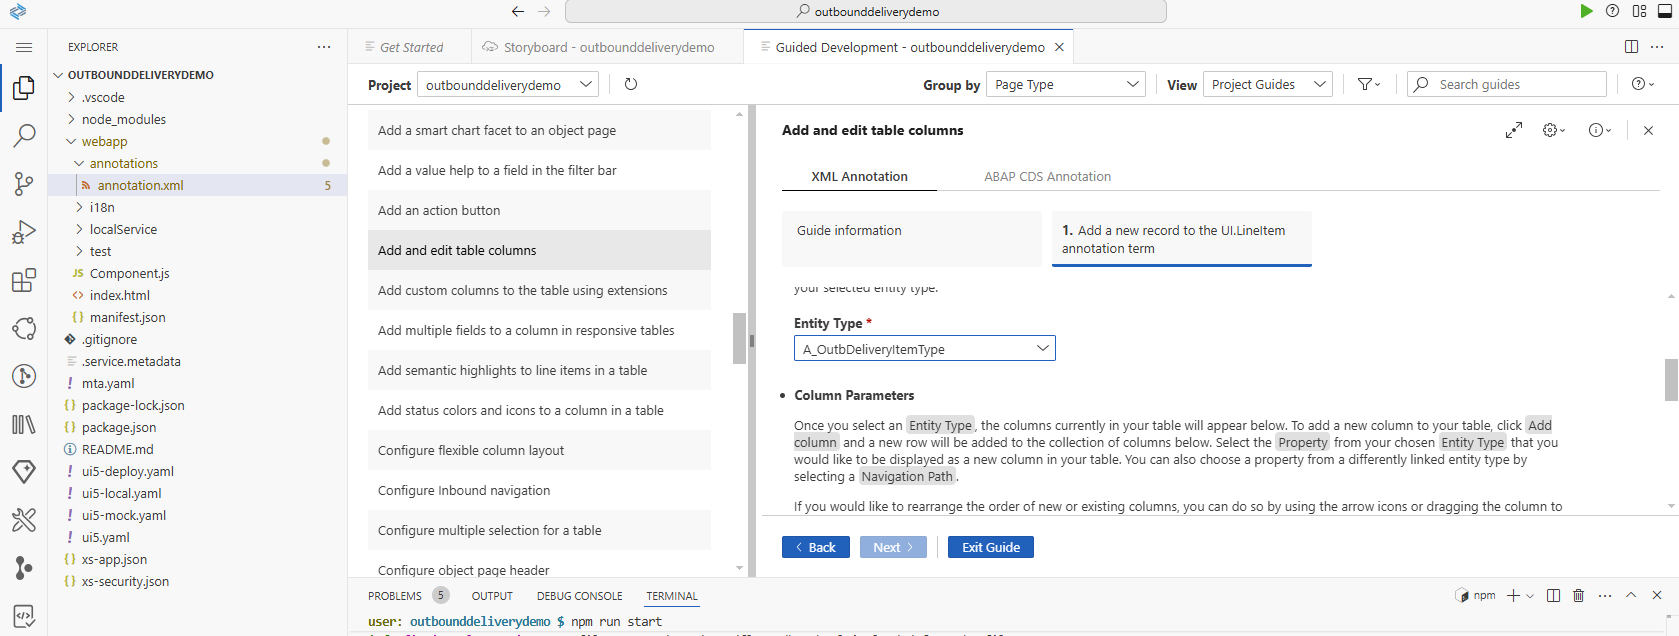 outbounddeliverydemo
EXPLORER
OUTBOUNDDELIVERYDEMO
.vscode
node_modules
webapp
annotations
annotation.xml 5
i18n
localService
test
JS Component.js
<> index.html
{} manifest.json
.gitignore
.service.metadata
! mta.yaml
{} package-lock.json
{} package.json
README.md
! ui5-deploy.yaml
! ui5-local.yaml
! ui5-mock.yaml
! ui5.yaml
{} xs-app.json
{} xs-security.json
Get Started
Storyboard - outbounddeliverydemo
Guided Development - outbounddeliverydemo
Project outbounddeliverydemo
Group by Page Type
View Project Guides
Search guides
Add a smart chart facet to an object page
Add a value help to a field in the filter bar
Add an action button
Add and edit table columns
Add custom columns to the table using extensions
Add multiple fields to a column in responsive tables
Add semantic highlights to line items in a table
Add status colors and icons to a column in a table
Configure flexible column layout
Configure Inbound navigation
Configure multiple selection for a table
Configure object page header
Add and edit table columns
XML Annotation
ABAP CDS Annotation
Guide information
1. Add a new record to the UI.LineItem
annotation term
your selected entity type.
Entity Type *
A_OutbDeliveryItemType
• Column Parameters
Once you select an Entity Type, the columns currently in your table will appear below. To add a new column to your table, click Add
column and a new row will be added to the collection of columns below. Select the Property from your chosen Entity Type that you
would like to be displayed as a new column in your table. You can also choose a property from a differently linked entity type by
selecting a Navigation Path.
If you would like to rearrange the order of new or existing columns, you can do so by using the arrow icons or dragging the column to
< Back
Next >
Exit Guide
PROBLEMS 5
OUTPUT
DEBUG CONSOLE
TERMINAL
npm
user: outbounddeliverydemo $ npm run start